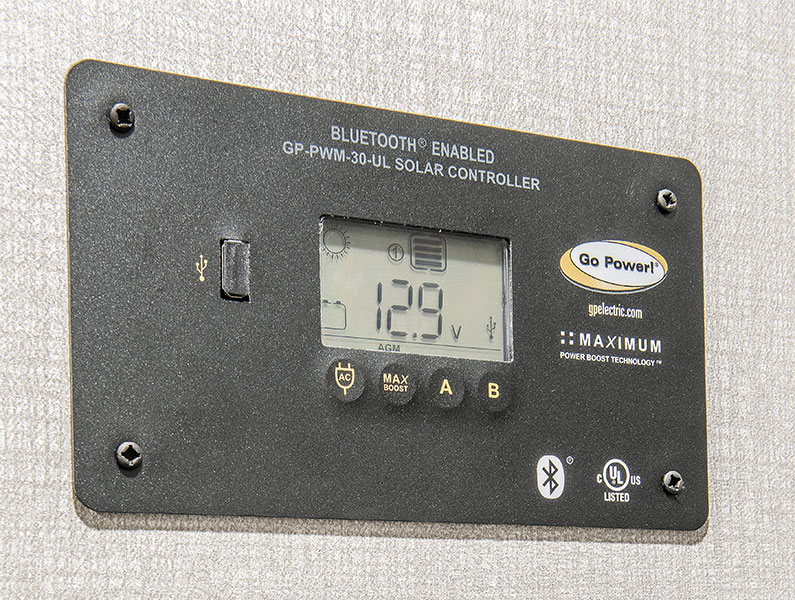 BLUETOOTH® ENABLED
GP-PWM-30-UL SOLAR CONTROLLER
1
12.9 V
AGM
AC
MAX BOOST
A
B
Go Power!®
gpelectric.com
MAXIMUM
POWER BOOST TECHNOLOGY™
®
C UL US
LISTED